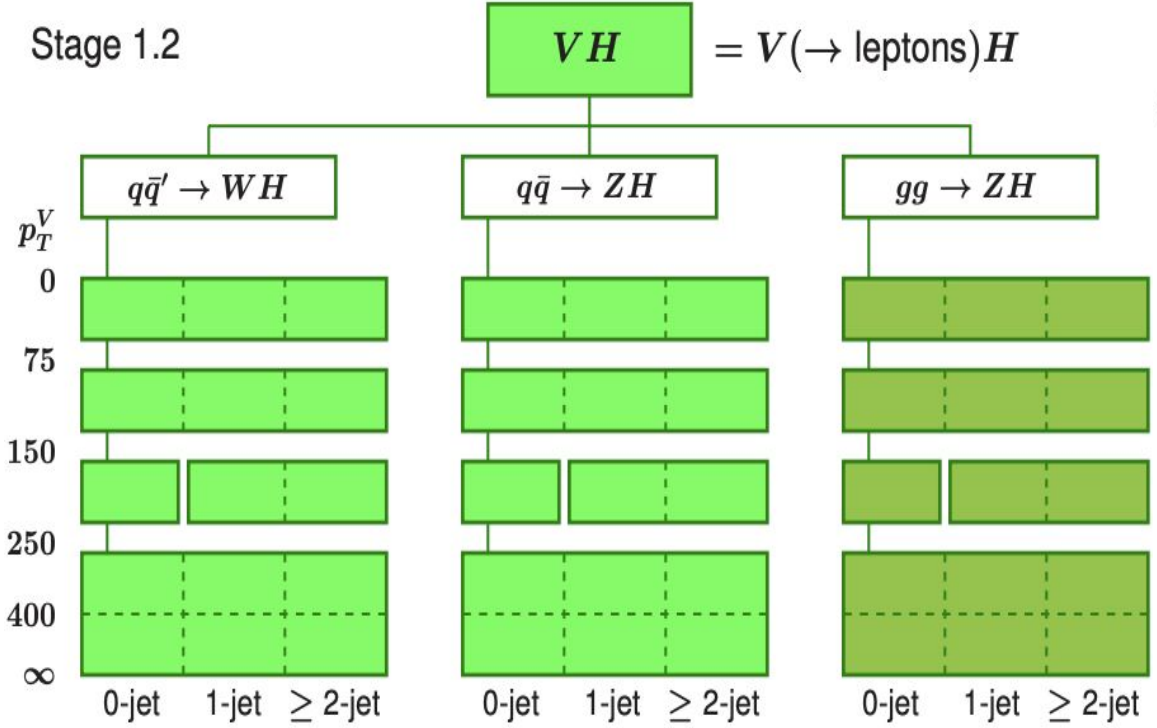 Stage 1.2
VH = V(→ leptons)H
qq̄′ → WH
qq̄ → ZH
gg → ZH
p_T^V
0
75
150
250
400
∞
0-jet 1-jet ≥ 2-jet
0-jet 1-jet ≥ 2-jet
0-jet 1-jet ≥ 2-jet